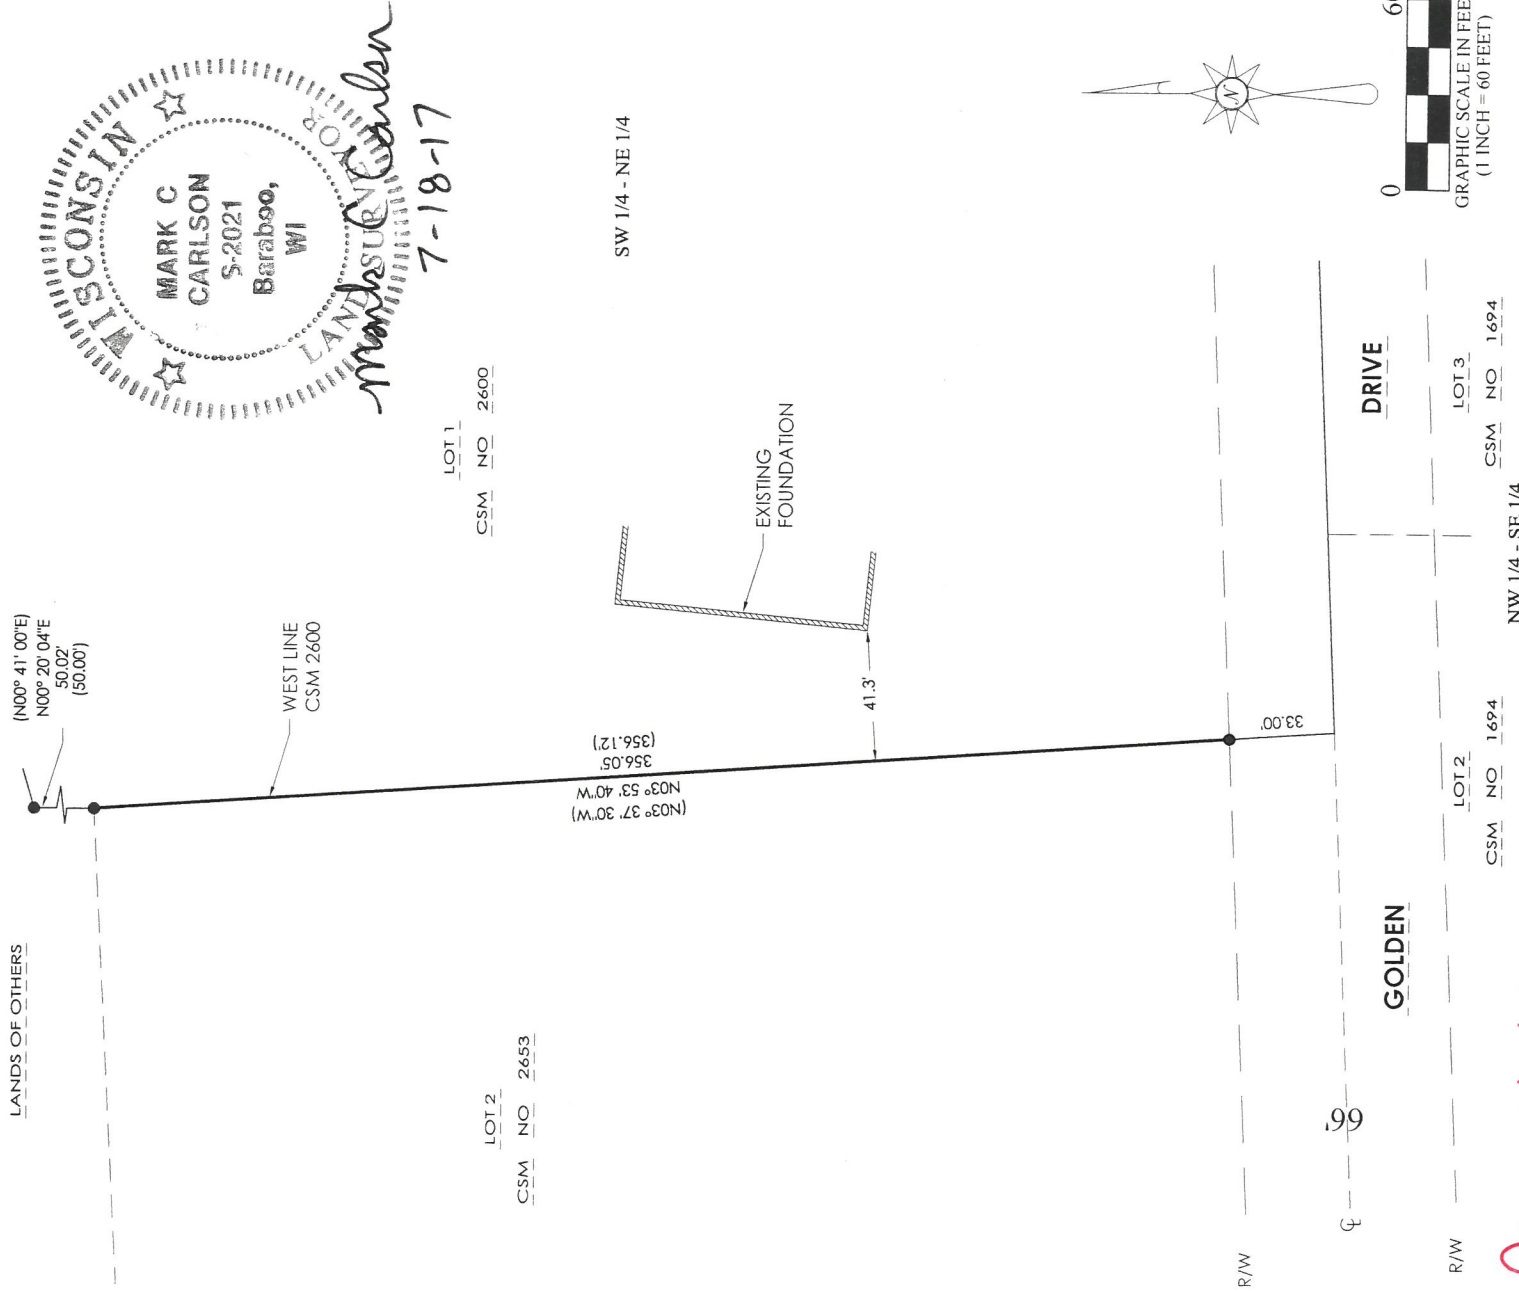 WISCONSIN
MARK C
CARLSON
S-2021
Baraboo,
WI
LAND SURVEYOR
Mark C Carlson
7-18-17
(N00° 41' 00"E)
N00° 20' 04"E
50.02'
(50.00')
LANDS OF OTHERS
WEST LINE
CSM 2600
LOT 1
CSM NO 2600
SW 1/4 - NE 1/4
EXISTING
FOUNDATION
41.3'
(356.12')
356.05'
N03° 53' 40"W
(N03° 37' 30"W)
LOT 2
CSM NO 2653
33.00'
N
0
GRAPHIC SCALE IN FEE
(1 INCH = 60 FEET)
GOLDEN
DRIVE
66'
R/W
℄
R/W
LOT 2
CSM NO 1694
LOT 3
CSM NO 1694
NW 1/4 - SE 1/4